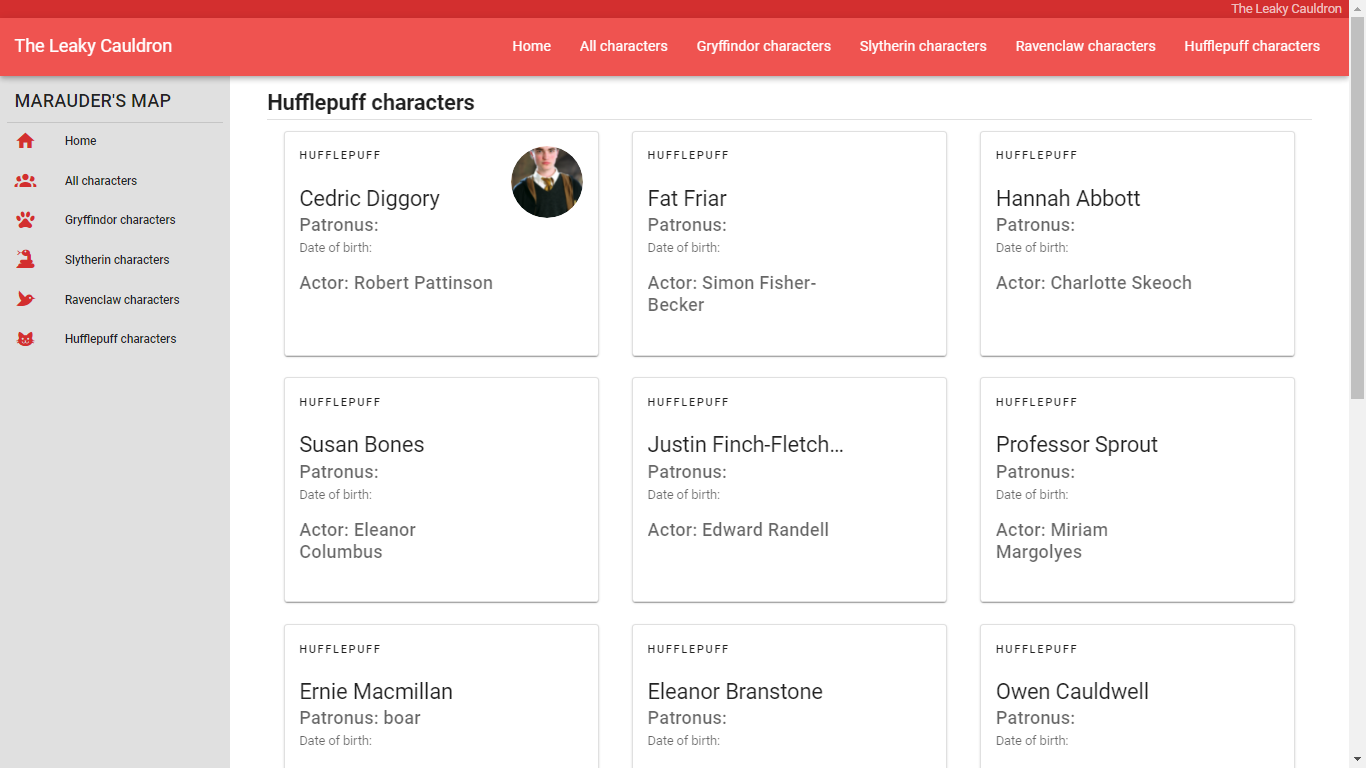 The Leaky Cauldron
The Leaky Cauldron
Home
All characters
Gryffindor characters
Slytherin characters
Ravenclaw characters
Hufflepuff characters
MARAUDER'S MAP
Home
All characters
Gryffindor characters
Slytherin characters
Ravenclaw characters
Hufflepuff characters
Hufflepuff characters
HUFFLEPUFF
Cedric Diggory
Patronus:
Date of birth:
Actor: Robert Pattinson
HUFFLEPUFF
Fat Friar
Patronus:
Date of birth:
Actor: Simon Fisher-
Becker
HUFFLEPUFF
Hannah Abbott
Patronus:
Date of birth:
Actor: Charlotte Skeoch
HUFFLEPUFF
Susan Bones
Patronus:
Date of birth:
Actor: Eleanor
Columbus
HUFFLEPUFF
Justin Finch-Fletch...
Patronus:
Date of birth:
Actor: Edward Randell
HUFFLEPUFF
Professor Sprout
Patronus:
Date of birth:
Actor: Miriam
Margolyes
HUFFLEPUFF
Ernie Macmillan
Patronus: boar
Date of birth:
HUFFLEPUFF
Eleanor Branstone
Patronus:
Date of birth:
HUFFLEPUFF
Owen Cauldwell
Patronus:
Date of birth: